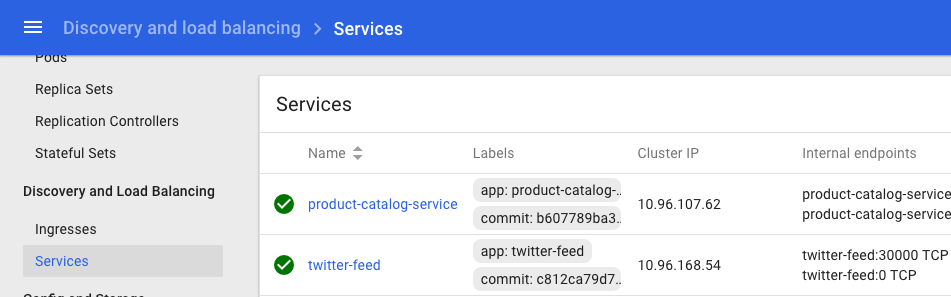 Discovery and load balancing > Services
Pods
Replica Sets
Replication Controllers
Stateful Sets
Discovery and Load Balancing
Ingresses
Services
Config and Storage
Services
Name Labels Cluster IP Internal endpoints
product-catalog-service app: product-catalog-.. 10.96.107.62 product-catalog-service
commit: b607789ba3.. product-catalog-service
twitter-feed app: twitter-feed 10.96.168.54 twitter-feed:30000 TCP
commit: c812ca79d7.. twitter-feed:0 TCP